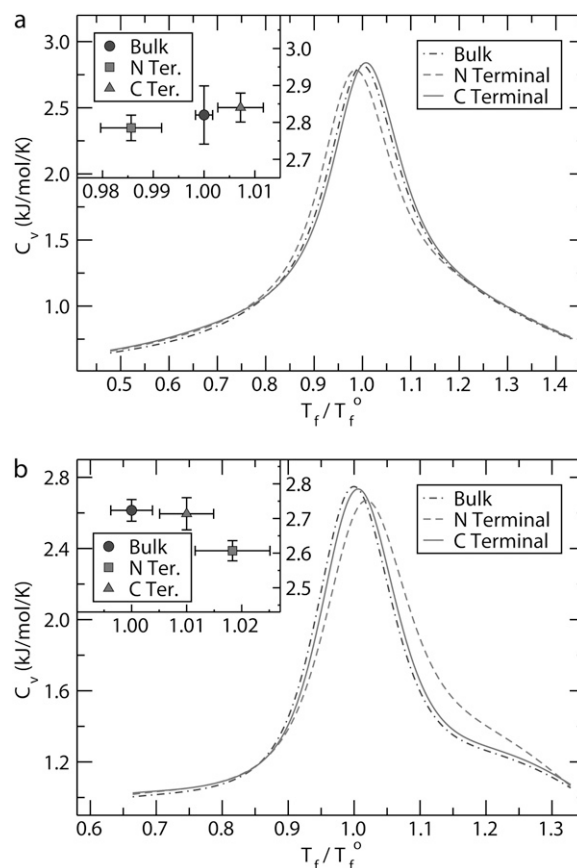 a
Bulk
N Ter.
C Ter.
3.0
2.9
2.8
2.7
0.98 0.99 1.00 1.01
Bulk
N Terminal
C Terminal
3.0
2.5
2.0
1.5
1.0
Cv (kJ/mol/K)
0.5 0.6 0.7 0.8 0.9 1.0 1.1 1.2 1.3 1.4
Tf / Tf°
b
Bulk
N Ter.
C Ter.
2.8
2.7
2.6
2.5
1.00 1.01 1.02
Bulk
N Terminal
C Terminal
2.8
2.4
2.0
1.6
1.2
Cv (kJ/mol/K)
0.6 0.7 0.8 0.9 1.0 1.1 1.2 1.3
Tf / Tf°